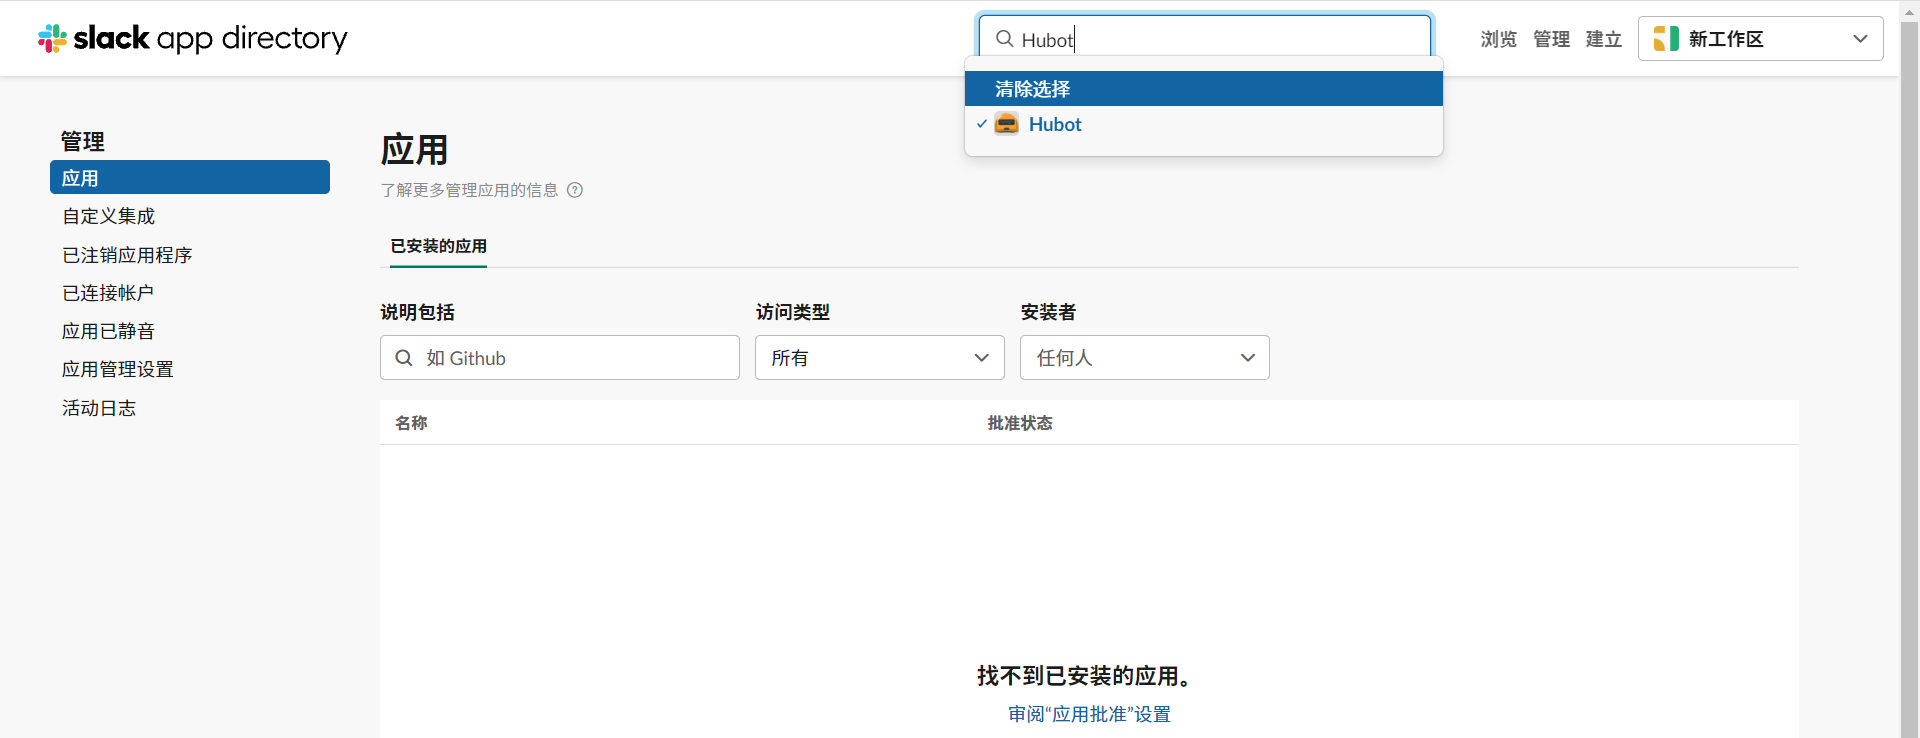 slack app directory
Hubot
浏览 管理 建立 新工作区
清除选择
Hubot
管理
应用
自定义集成
已注销应用程序
已连接帐户
应用已静音
应用管理设置
活动日志
应用
了解更多管理应用的信息 ?
已安装的应用
说明包括 访问类型 安装者
如 Github 所有 任何人
名称 批准状态
找不到已安装的应用。
审阅“应用批准”设置